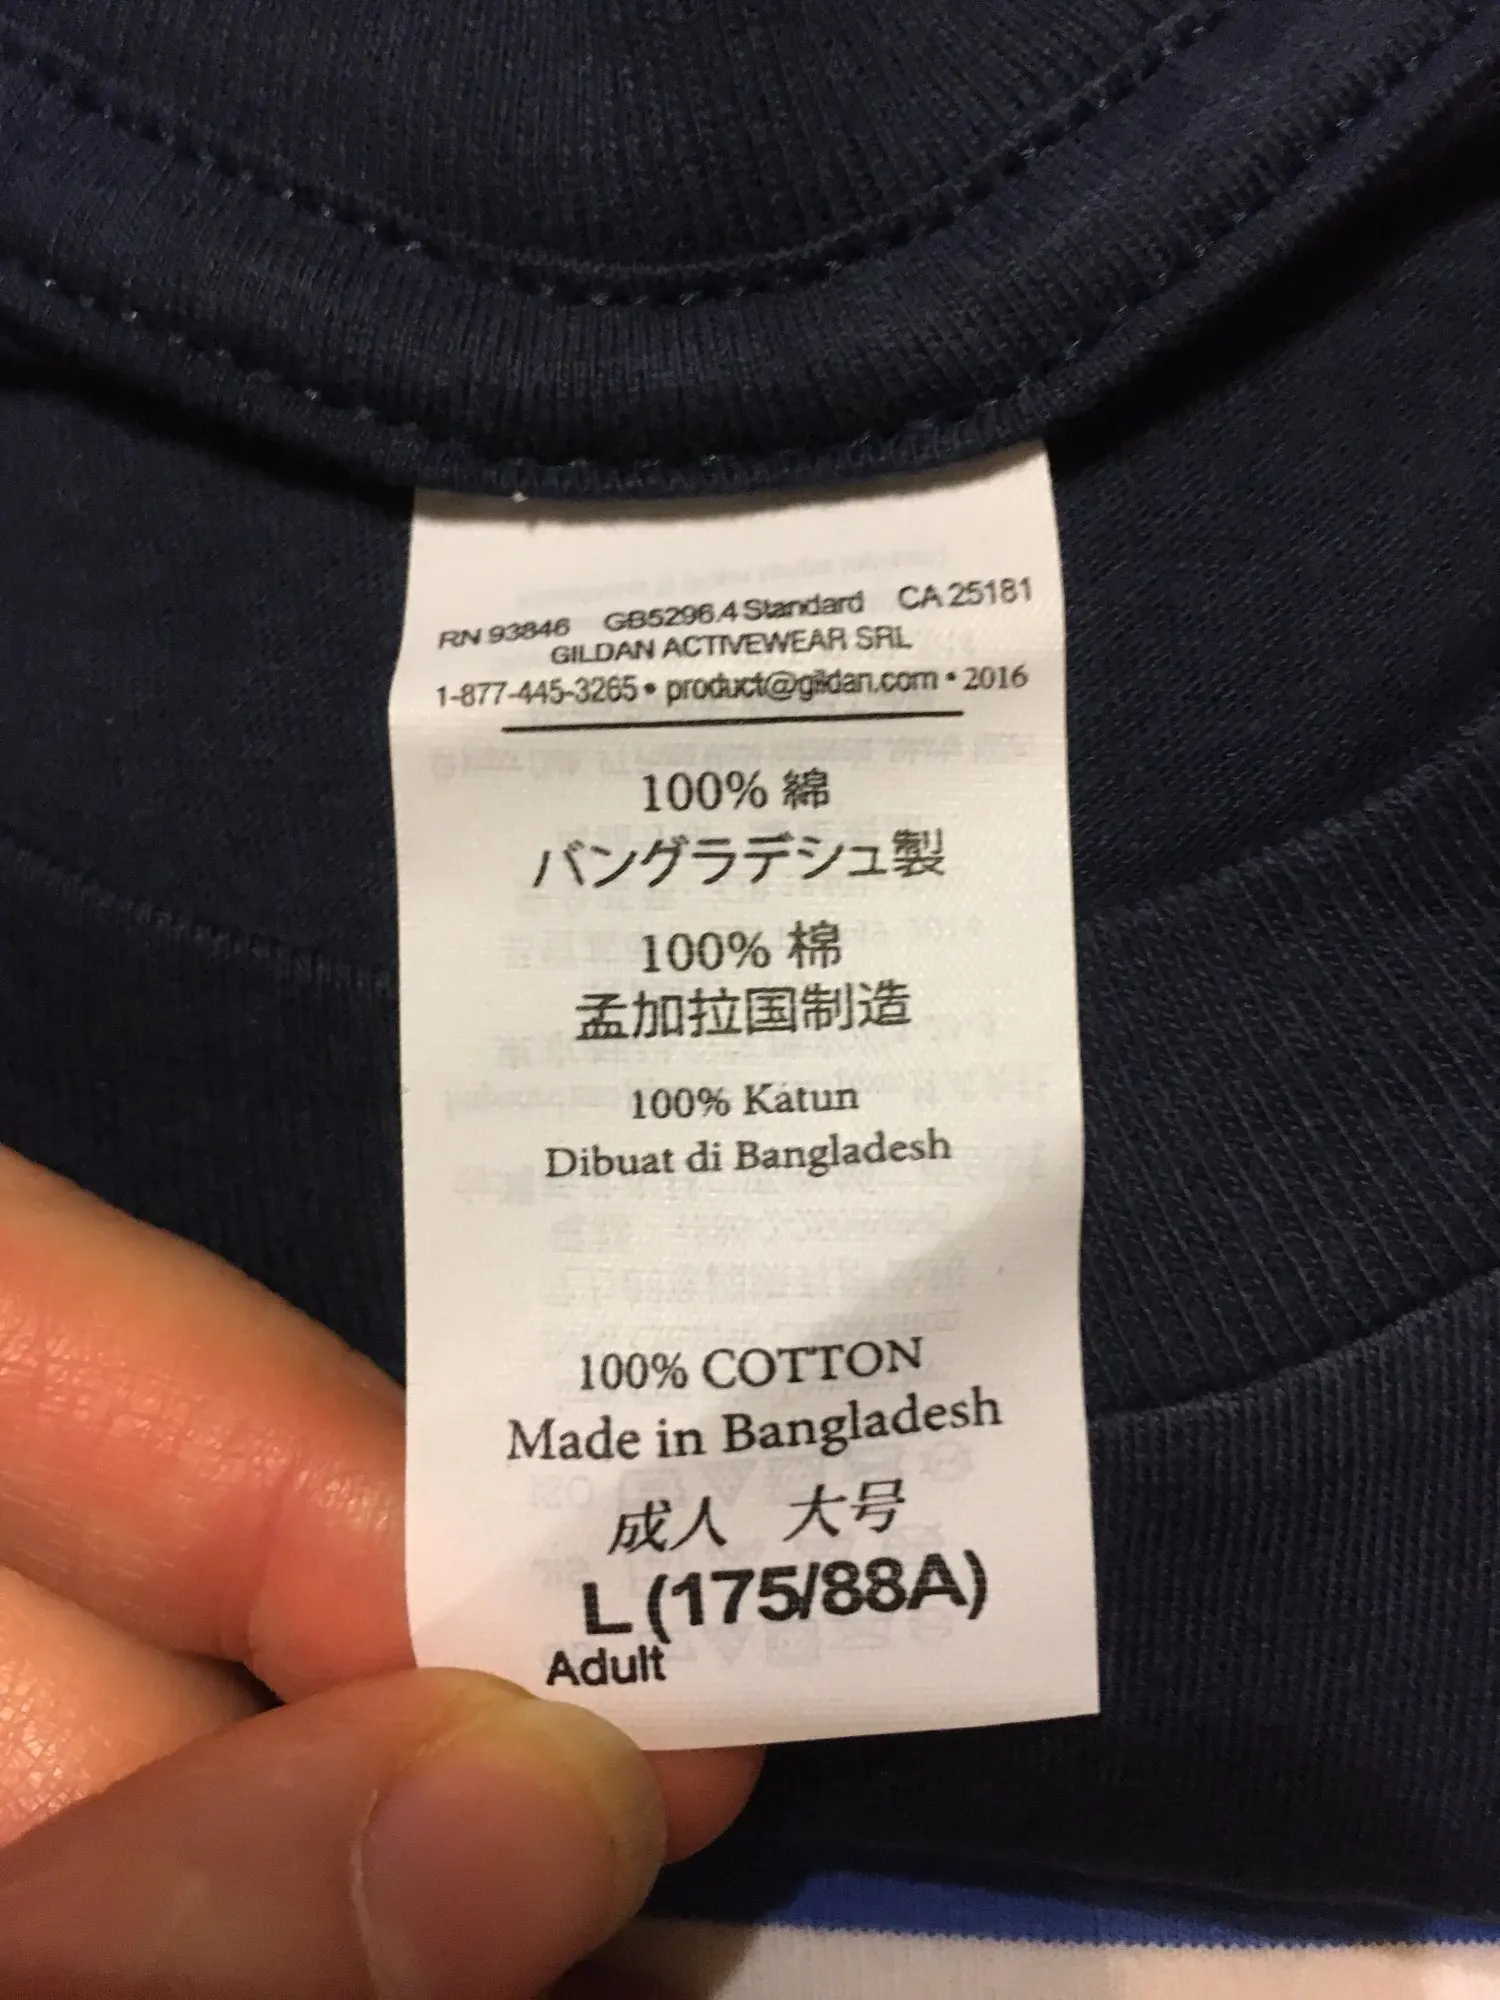 RN 93846 GB5296.4 Standard CA 25181
GILDAN ACTIVEWEAR SRL
1-877-445-3265 • product@gildan.com • 2016
100% 綿
バングラデシュ製
100% 棉
孟加拉国制造
100% Katun
Dibuat di Bangladesh
100% COTTON
Made in Bangladesh
成人 大号
L (175/88A)
Adult